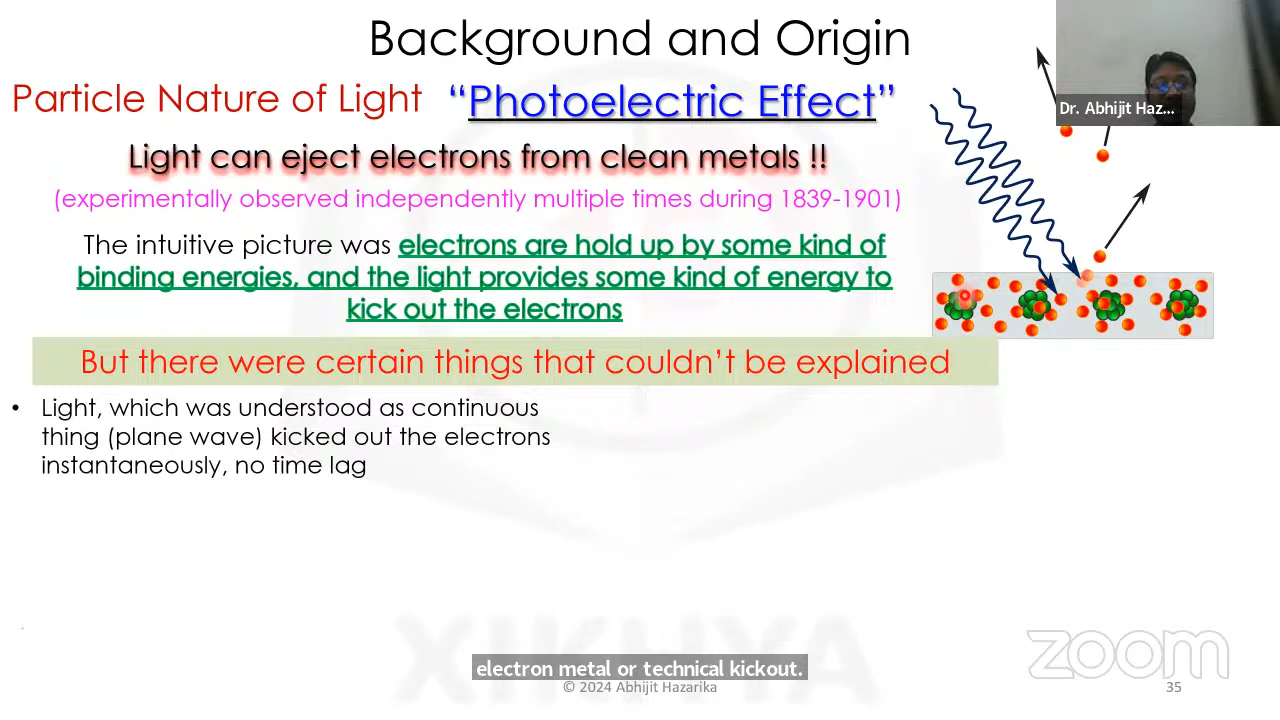 Background and Origin
Particle Nature of Light “Photoelectric Effect”
Dr. Abhijit Haz...
Light can eject electrons from clean metals !!
(experimentally observed independently multiple times during 1839-1901)
The intuitive picture was electrons are hold up by some kind of
binding energies, and the light provides some kind of energy to
kick out the electrons
But there were certain things that couldn’t be explained
• Light, which was understood as continuous
thing (plane wave) kicked out the electrons
instantaneously, no time lag
XIKHYA
zoom
electron metal or technical kickout.
© 2024 Abhijit Hazarika
35